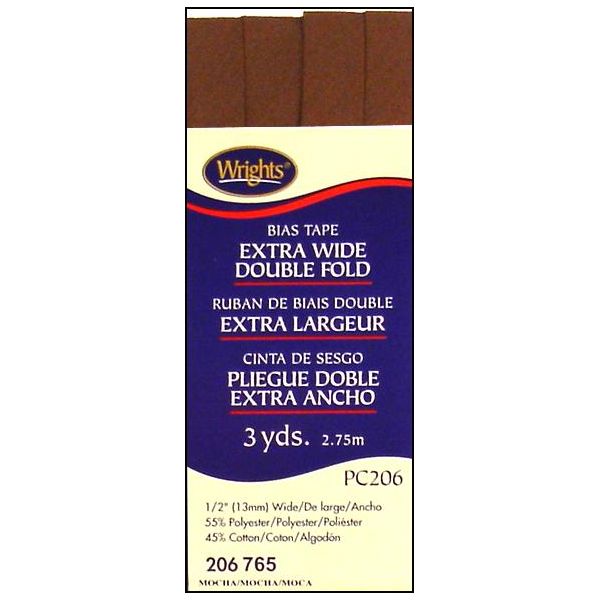 Wrights®
BIAS TAPE
EXTRA WIDE
DOUBLE FOLD
RUBAN DE BIAIS DOUBLE
EXTRA LARGEUR
CINTA DE SESGO
PLIEGUE DOBLE
EXTRA ANCHO
3 yds. 2.75m
PC206
1/2" (13mm) Wide/De large/Ancho
55% Polyester/Polyester/Poliéster
45% Cotton/Coton/Algodón
206 765
MOCHA/MOCHA/MOCA